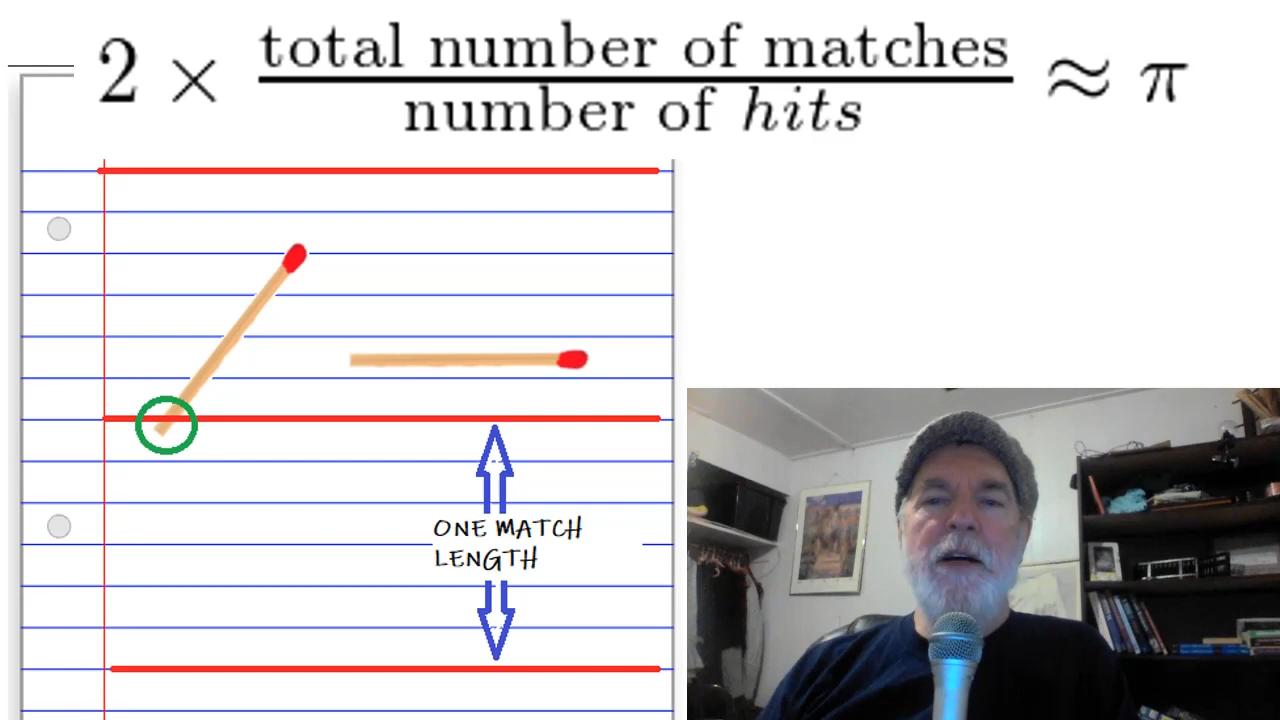 2 × total number of matches / number of hits ≈ π
ONE MATCH
LENGTH